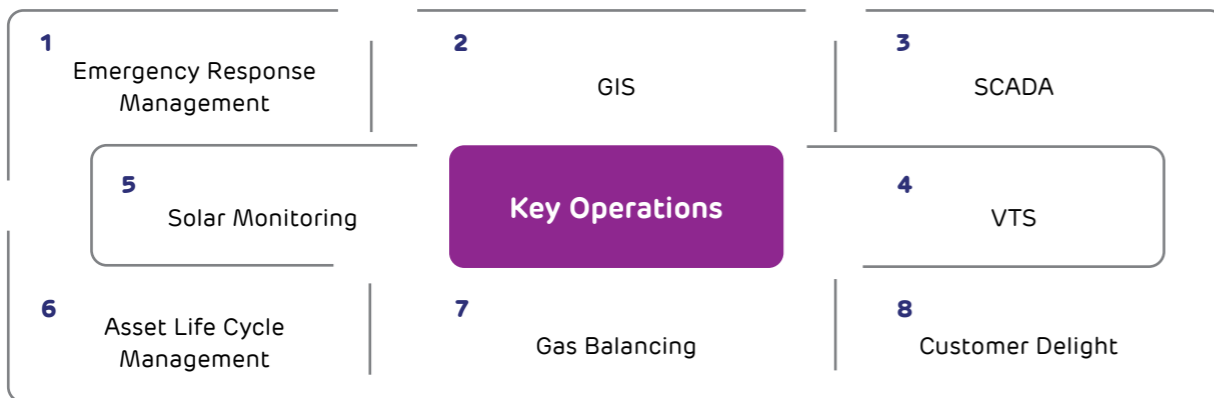 1
Emergency Response
Management
2
GIS
3
SCADA
5
Solar Monitoring
Key Operations
4
VTS
6
Asset Life Cycle
Management
7
Gas Balancing
8
Customer Delight